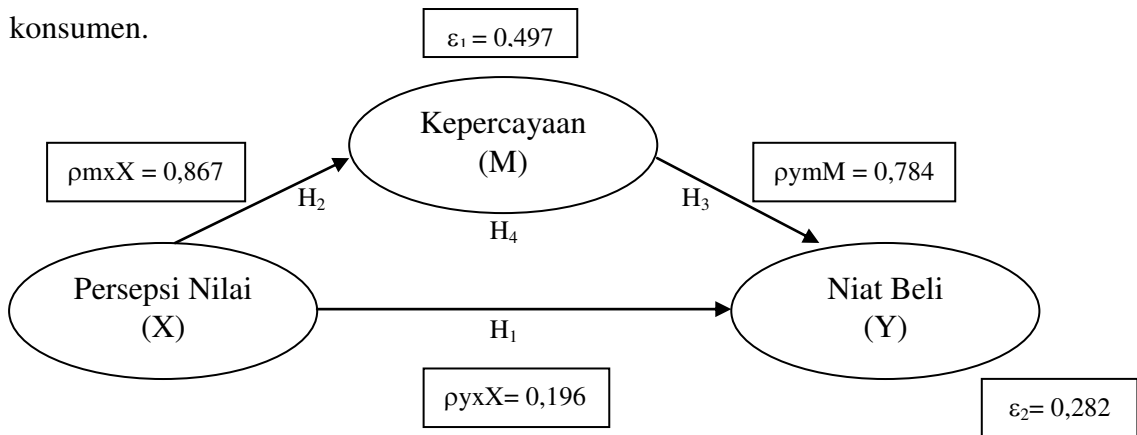 konsumen.
ε₁ = 0,497
Kepercayaan
(M)
ρmxX = 0,867
ρymM = 0,784
H₂
H₃
H₄
Persepsi Nilai
(X)
Niat Beli
(Y)
H₁
ρyxX= 0,196
ε₂= 0,282